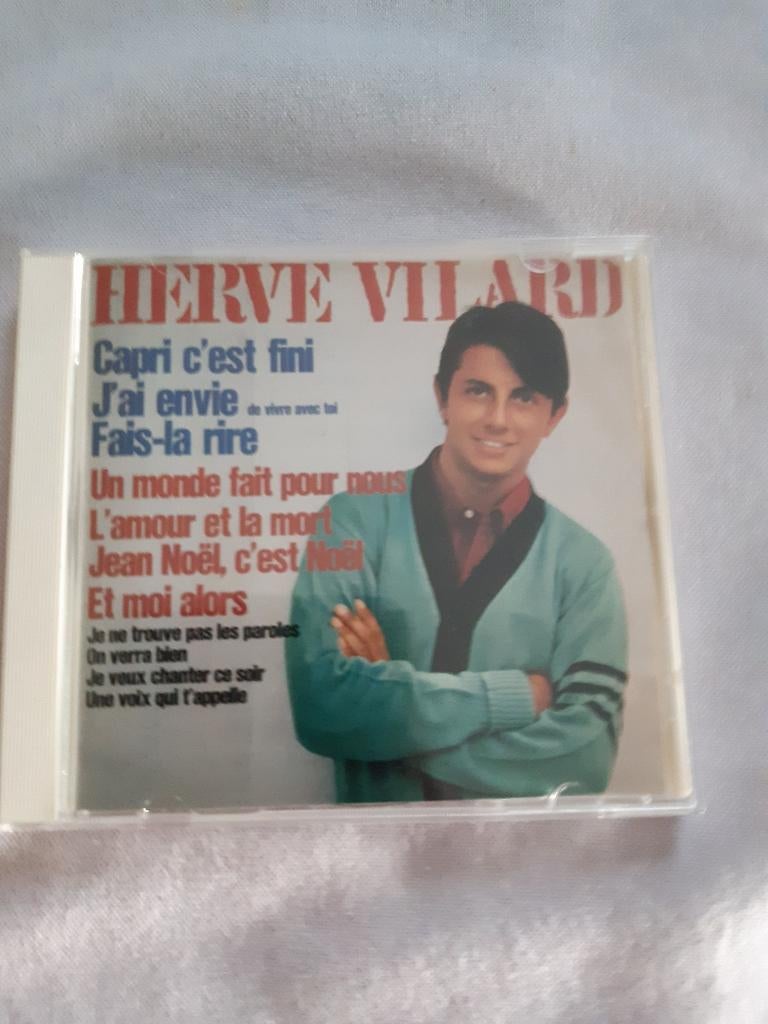 HERVE VILARD
Capri c'est fini
J'ai envie de vivre avec toi
Fais-la rire
Un monde fait pour nous
L'amour et la mort
Jean Noël, c'est Noël
Et moi alors
Je ne trouve pas les paroles
On verra bien
Je veux chanter ce soir
Une voix qui t'appelle